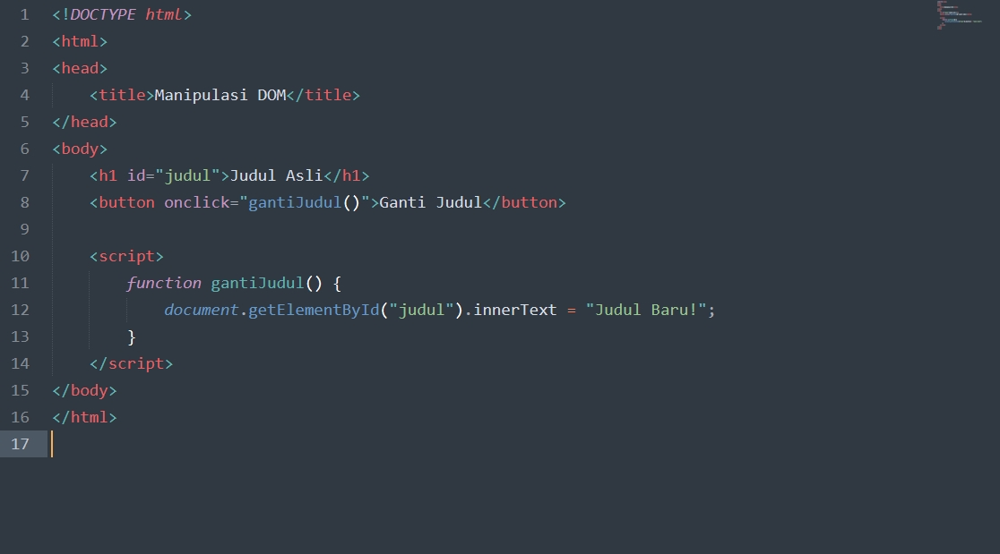 1 <!DOCTYPE html>
2 <html>
3 <head>
4     <title>Manipulasi DOM</title>
5 </head>
6 <body>
7     <h1 id="judul">Judul Asli</h1>
8     <button onclick="gantiJudul()">Ganti Judul</button>
9
10     <script>
11         function gantiJudul() {
12             document.getElementById("judul").innerText = "Judul Baru!";
13         }
14     </script>
15 </body>
16 </html>
17